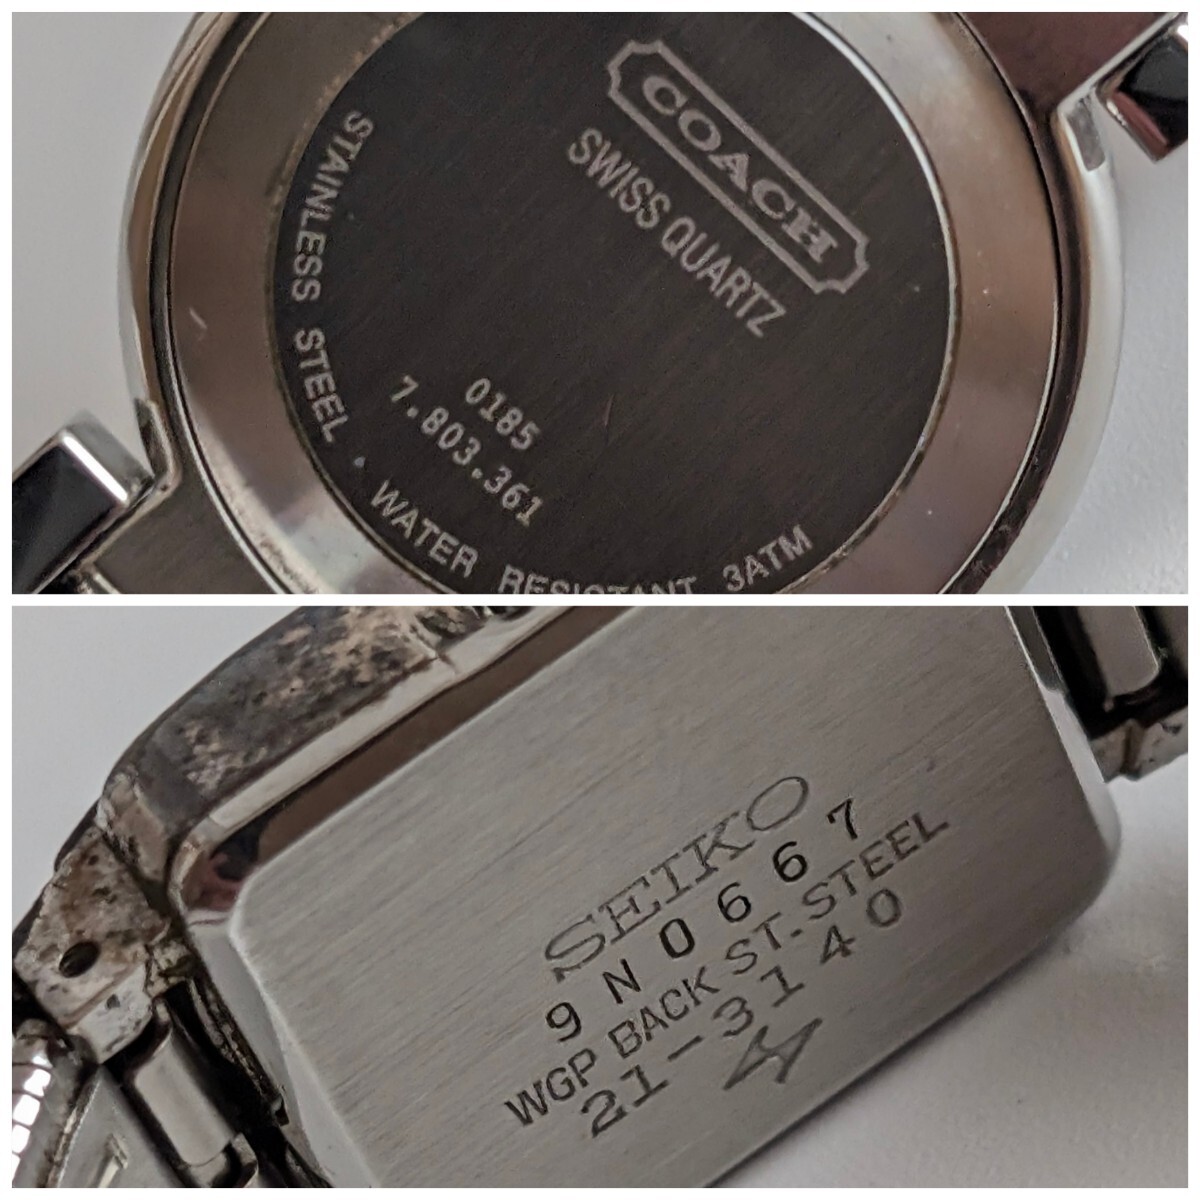 COACH
SWISS QUARTZ
0185
7.803.361
STAINLESS STEEL . WATER RESISTANT 3ATM
SEIKO
9N0667
WGP BACK ST.STEEL
21-3140